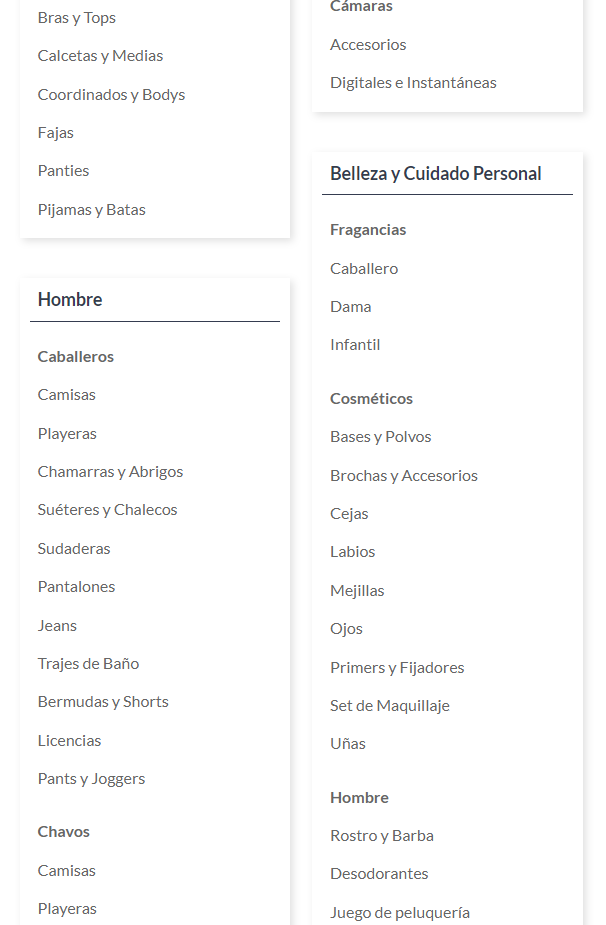 Bras y Tops
Calcetas y Medias
Coordinados y Bodys
Fajas
Panties
Pijamas y Batas
Hombre
Caballeros
Camisas
Playeras
Chamarras y Abrigos
Suéteres y Chalecos
Sudaderas
Pantalones
Jeans
Trajes de Baño
Bermudas y Shorts
Licencias
Pants y Joggers
Chavos
Camisas
Playeras
Cámaras
Accesorios
Digitales e Instantáneas
Belleza y Cuidado Personal
Fragancias
Caballero
Dama
Infantil
Cosméticos
Bases y Polvos
Brochas y Accesorios
Cejas
Labios
Mejillas
Ojos
Primers y Fijadores
Set de Maquillaje
Uñas
Hombre
Rostro y Barba
Desodorantes
Juego de peluquería